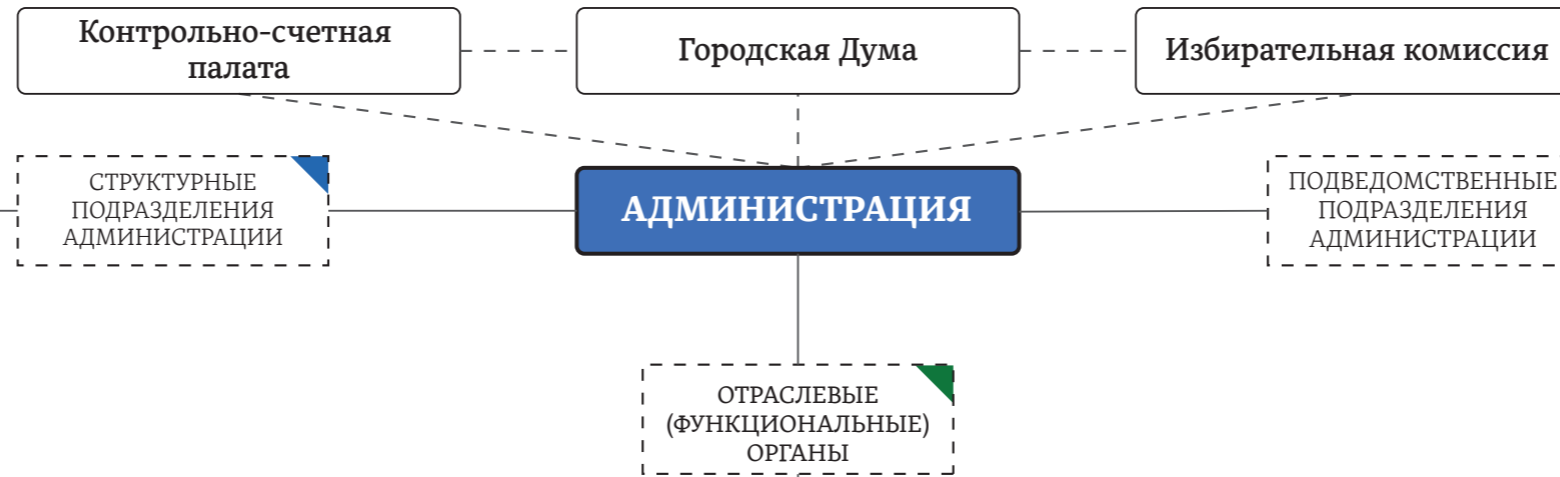 Контрольно-счетная
палата
Городская Дума
Избирательная комиссия
СТРУКТУРНЫЕ
ПОДРАЗДЕЛЕНИЯ
АДМИНИСТРАЦИИ
АДМИНИСТРАЦИЯ
ПОДВЕДОМСТВЕННЫЕ
ПОДРАЗДЕЛЕНИЯ
АДМИНИСТРАЦИИ
ОТРАСЛЕВЫЕ
(ФУНКЦИОНАЛЬНЫЕ)
ОРГАНЫ